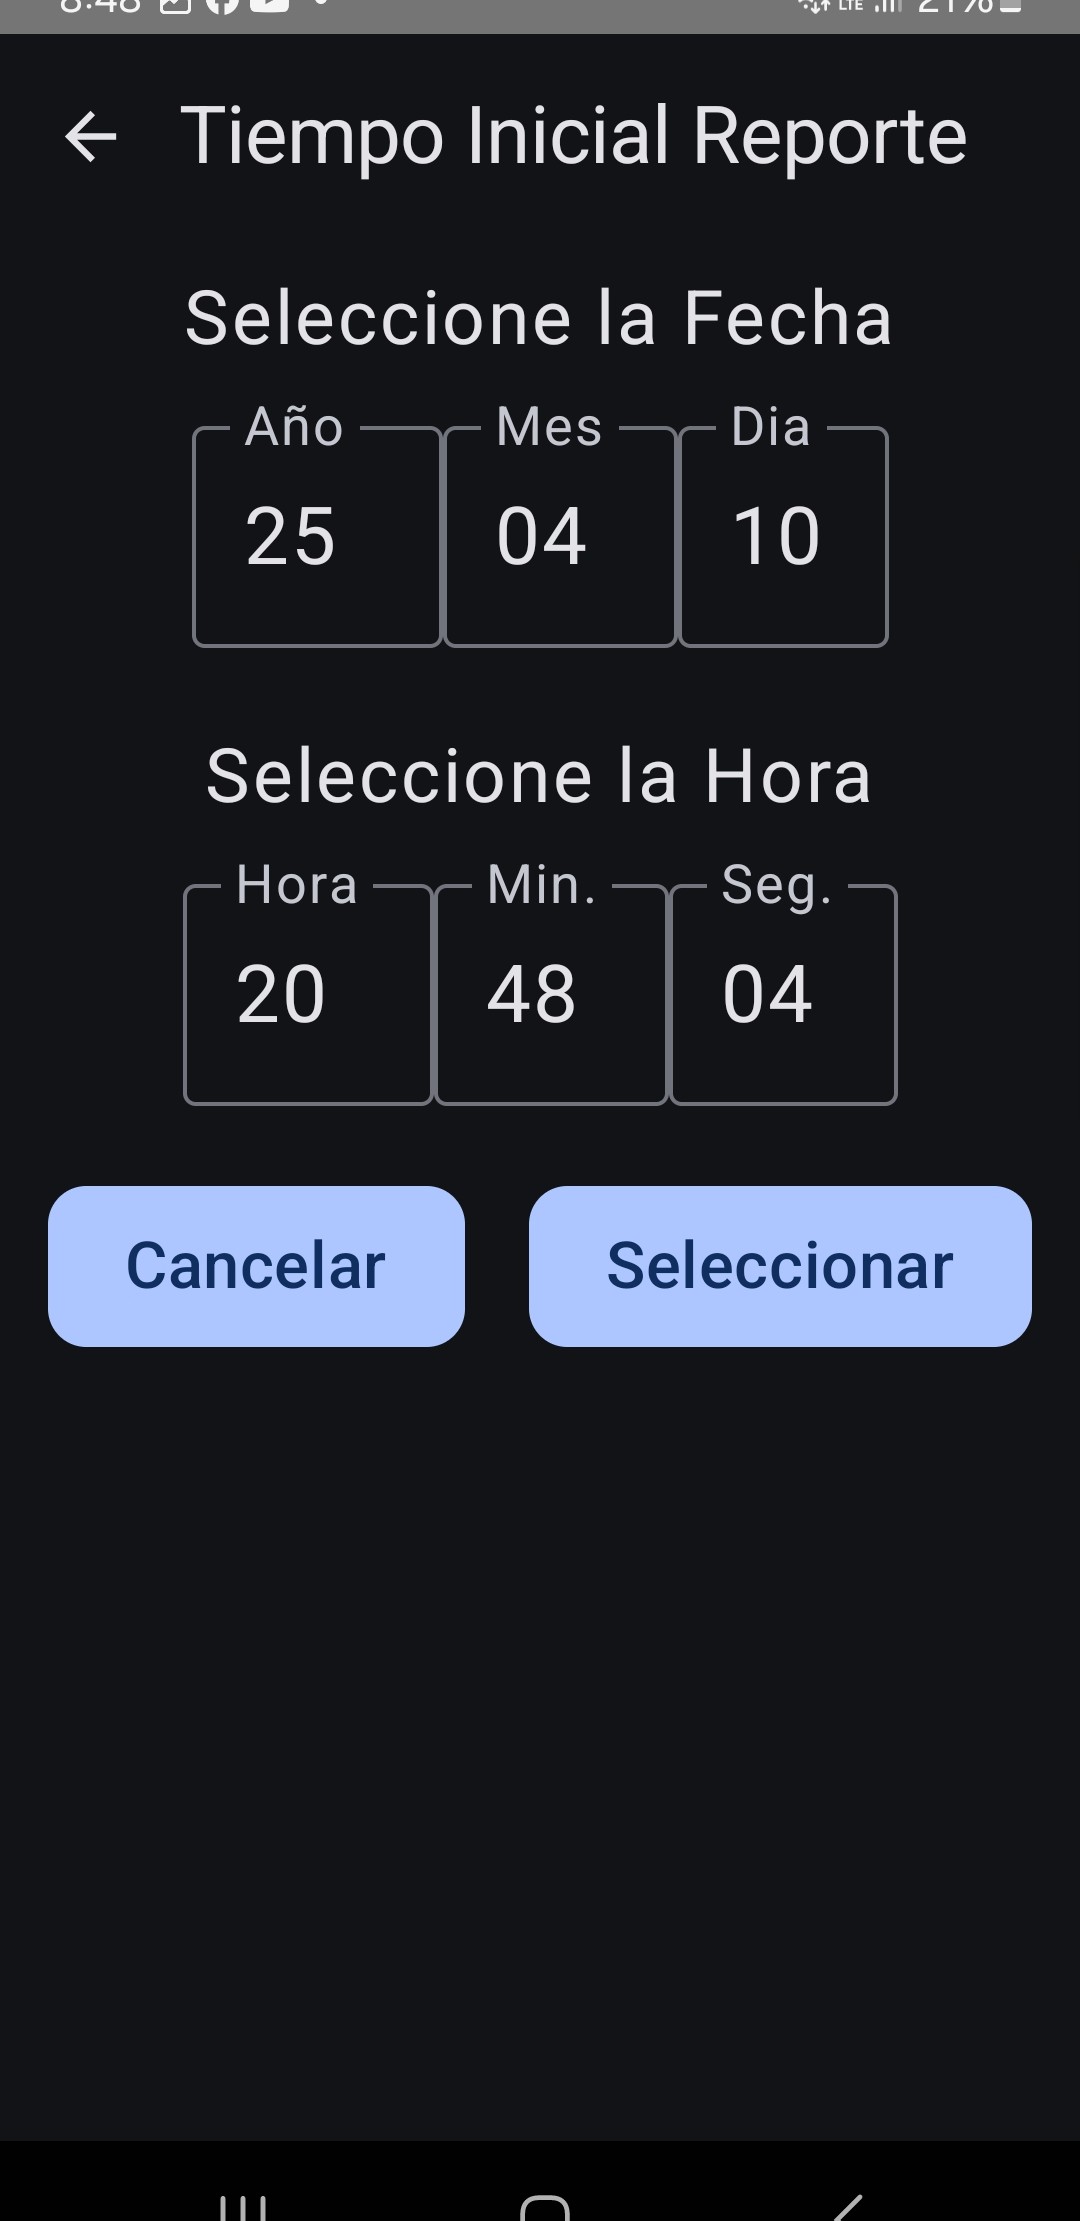 8:48 LTE 21%
Tiempo Inicial Reporte
Seleccione la Fecha
Año Mes Dia
25 04 10
Seleccione la Hora
Hora Min. Seg.
20 48 04
Cancelar Seleccionar